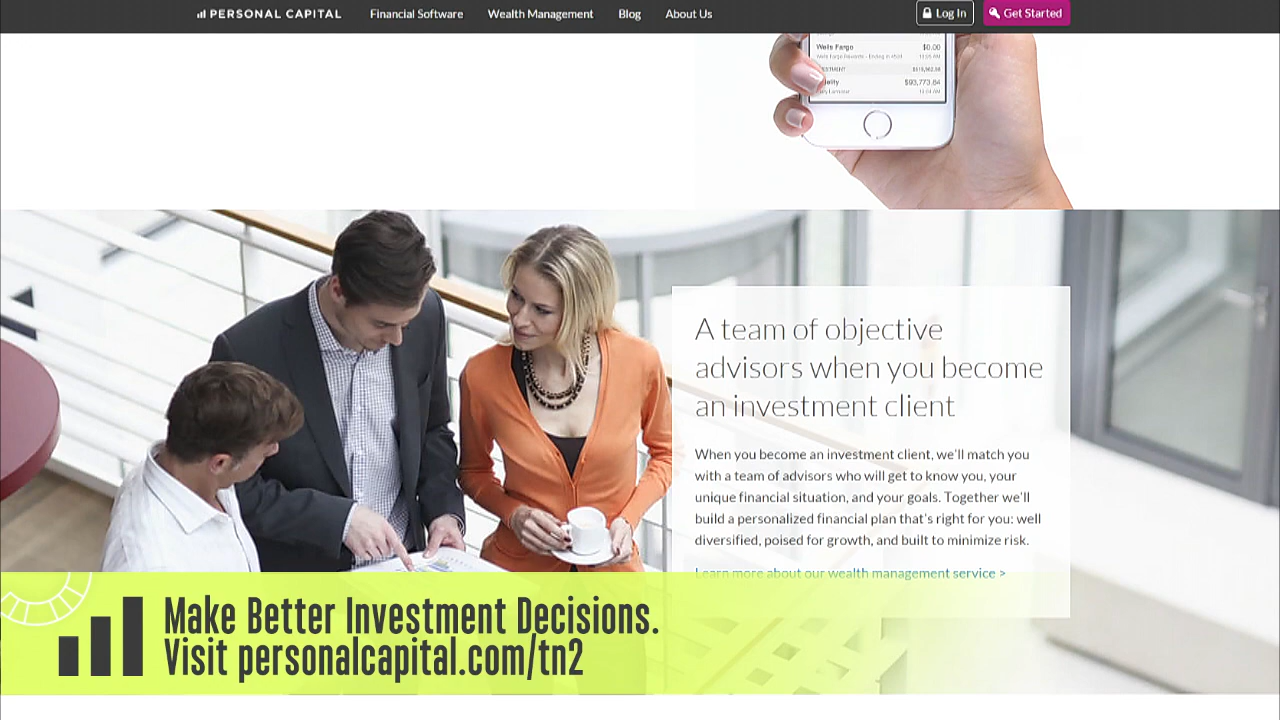 PERSONAL CAPITAL Financial Software Wealth Management Blog About Us Log In Get Started
Wells Fargo $0.00
$93,773.84
A team of objective
advisors when you become
an investment client
When you become an investment client, we'll match you
with a team of advisors who will get to know you, your
unique financial situation, and your goals. Together we'll
build a personalized financial plan that's right for you: well
diversified, poised for growth, and built to minimize risk.
Learn more about our wealth management service >
Make Better Investment Decisions.
Visit personalcapital.com/tn2